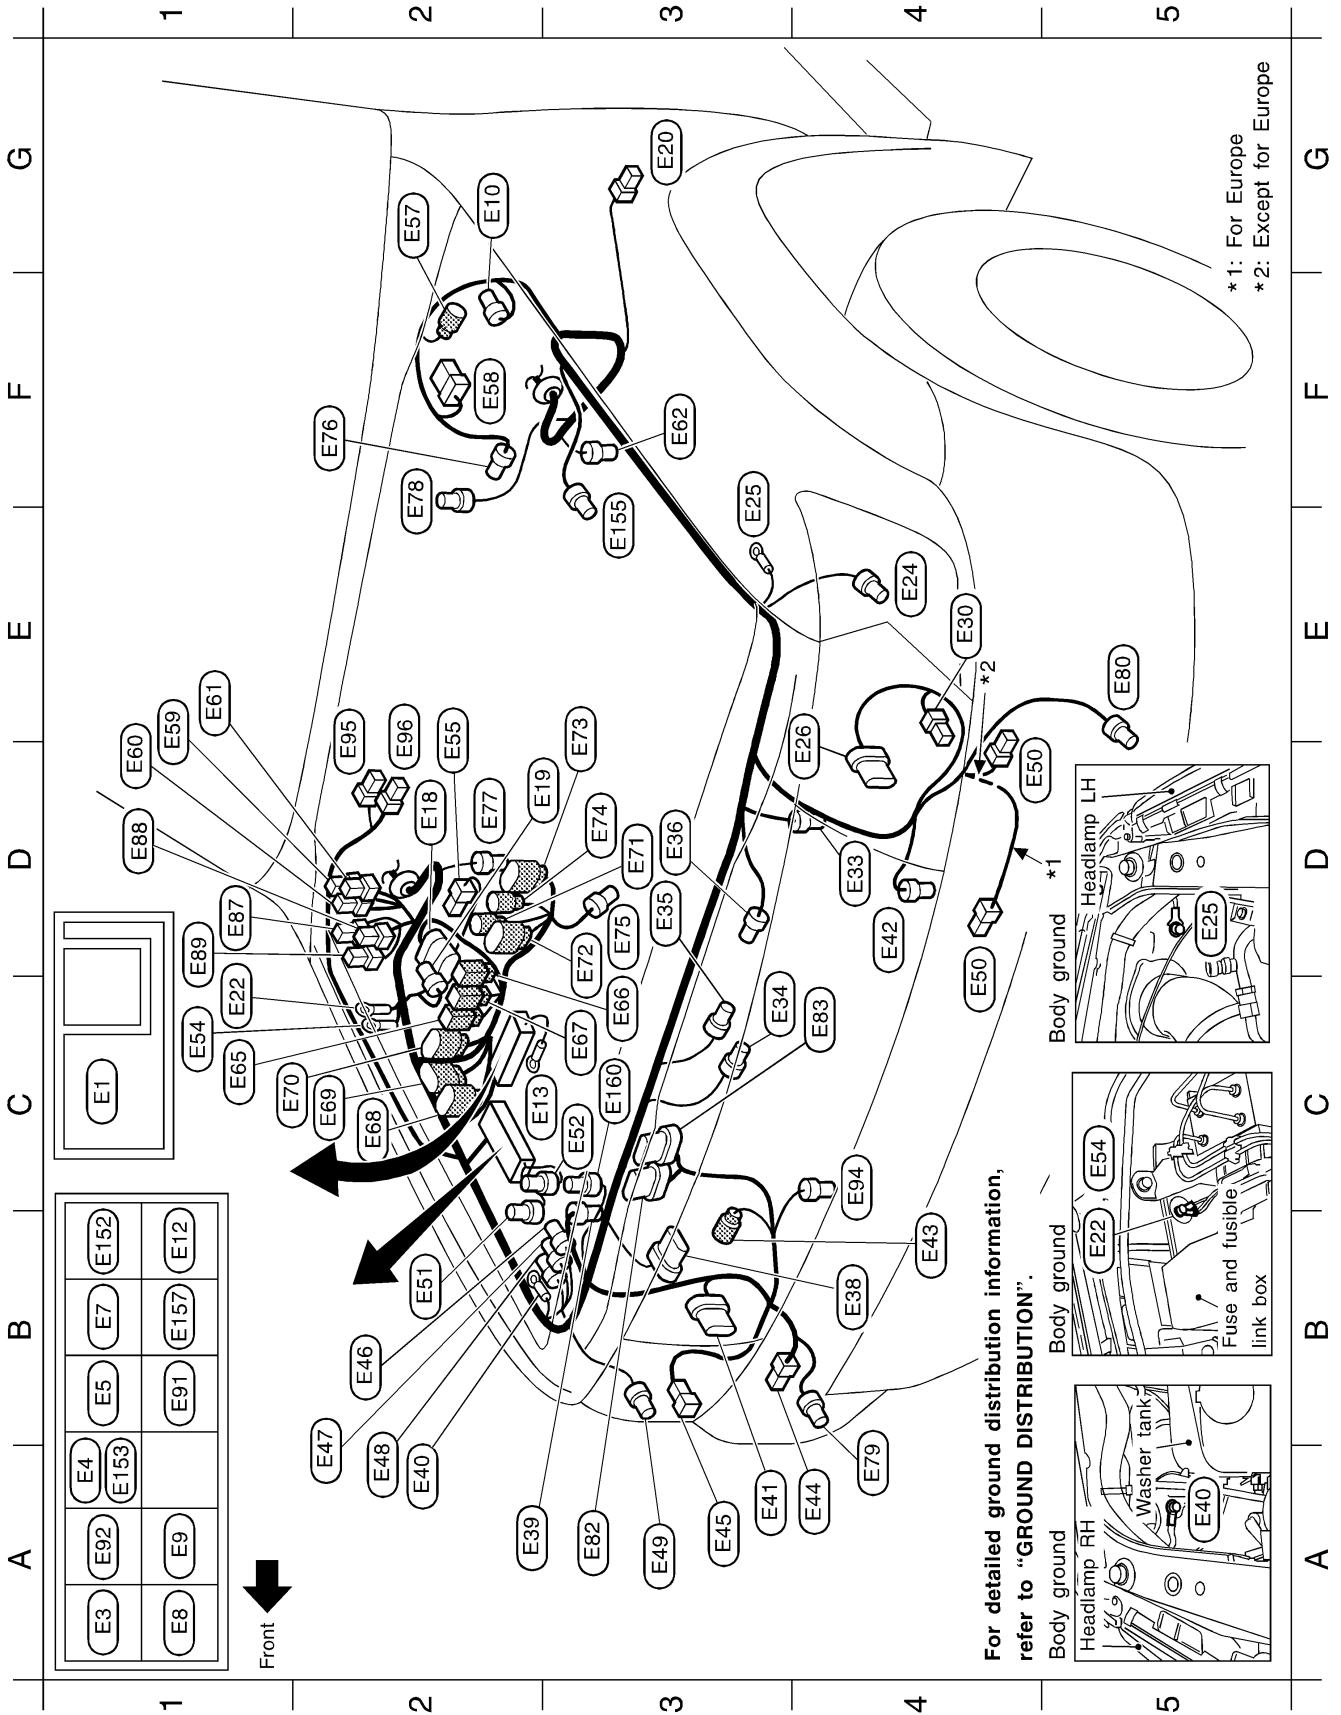 A B C D E F G
1
2
3
4
5
E3
E92
E4
E153
E5
E7
E152
E8
E9
E91
E157
E12
E1
Front
E54
E22
E89
E87
E88
E60
E59
E61
E65
E70
E69
E68
E95
E96
E18
E55
E77
E19
E73
E74
E71
E36
E35
E75
E72
E66
E67
E160
E13
E52
E34
E83
E76
E78
E57
E10
E58
E20
E62
E155
E25
E24
E30
*2
E26
E80
E50
E33
E42
E50
*1
E51
E46
E47
E48
E40
E39
E82
E49
E45
E41
E44
E79
E38
E43
E94
*1: For Europe
*2: Except for Europe
For detailed ground distribution information,
refer to “GROUND DISTRIBUTION”.
Body ground
Headlamp RH
Washer tank
E40
Body ground
E22 , E54
Fuse and fusible
link box
Body ground
Headlamp LH
E25
1
2
3
4
5
A B C D E F G